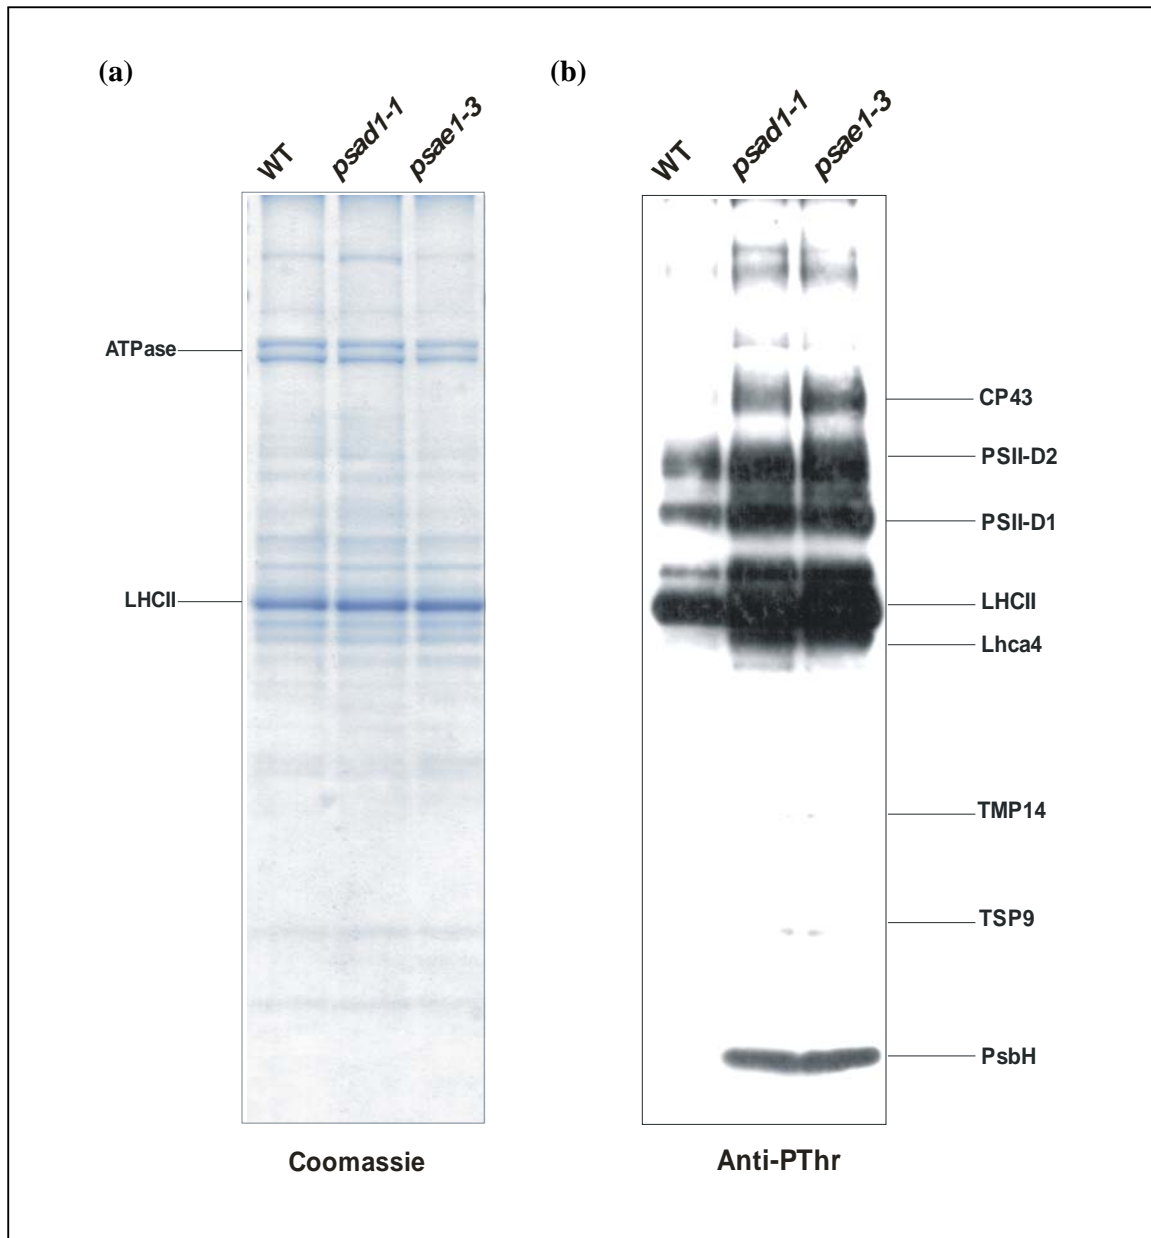 (a)
WT
psad1-1
psae1-3
ATPase
LHCII
Coomassie
(b)
WT
psad1-1
psae1-3
CP43
PSII-D2
PSII-D1
LHCII
Lhca4
TMP14
TSP9
PsbH
Anti-PThr